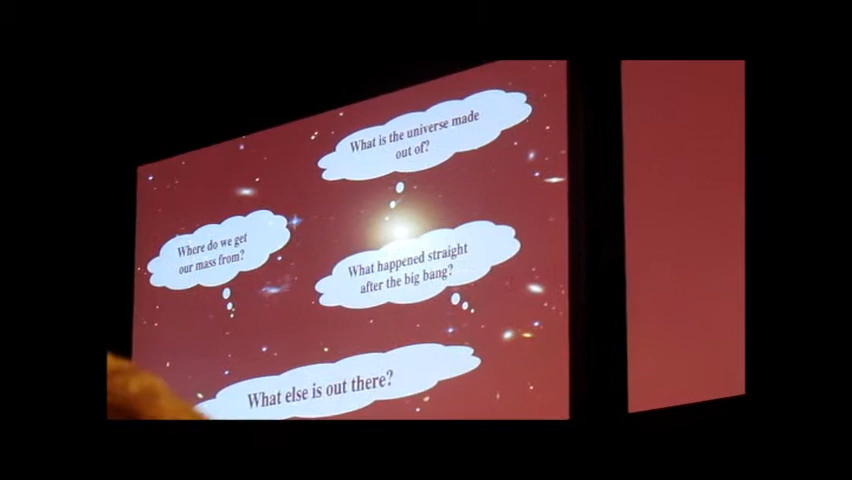 What is the universe made
out of?
Where do we get
our mass from?
What happened straight
after the big bang?
What else is out there?